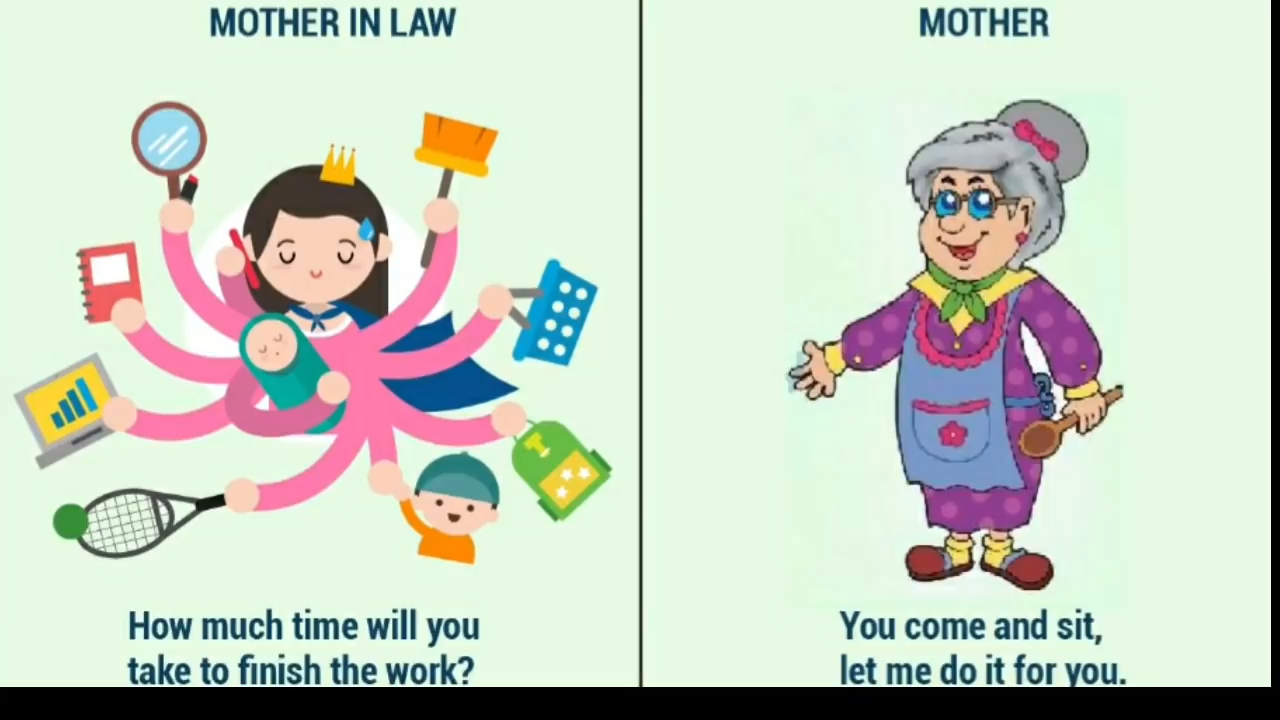 MOTHER IN LAW
How much time will you
take to finish the work?
MOTHER
You come and sit,
let me do it for you.